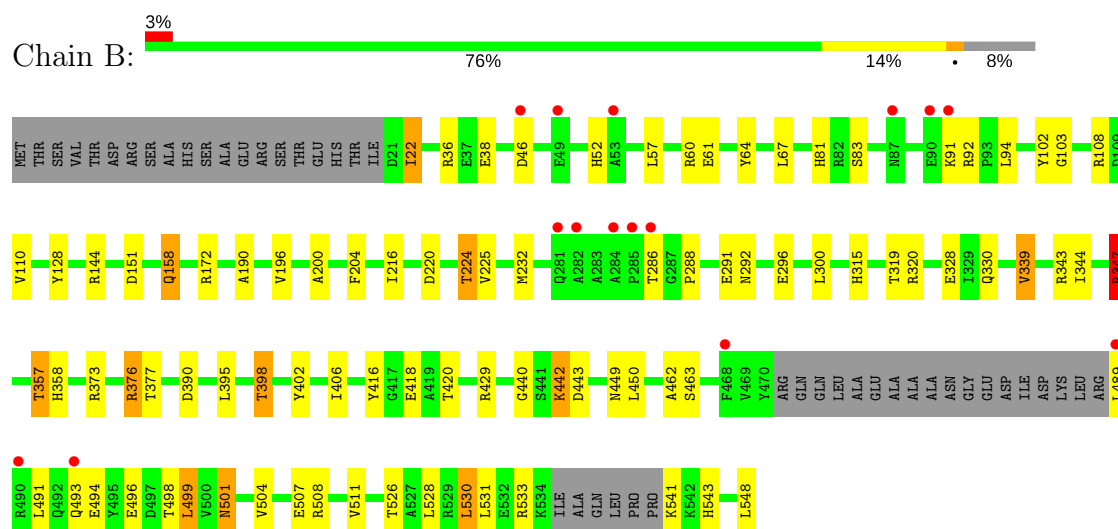 3%
Chain B:
76% 14% • 8%
MET THR SER VAL THR ASP ARG SER ALA HIS SER ALA GLU ARG SER THR GLU HIS THR ILE D21 I22 R36 E37 E38 D46 E49 H52 A53 L57 R60 E61 Y64 L67 H81 R82 S83 N87 E90 K91 R92 P93 L94 Y102 G103 R108
V110 Y128 R144 D151 Q158 R172 A190 V196 A200 F204 I216 D220 T224 V225 M232 Q281 A282 A283 A284 P285 T286 G287 P288 E291 N292 E296 L300 H315 T319 R320 E328 I329 Q330 V339 R343 I344
T357 H358 R373 R376 T377 D390 L395 T398 Y402 I406 Y416 G417 E418 A419 T420 R429 G440 S441 K442 D443 N449 L450 A462 S463 F468 V469 Y470 ARG GLN GLN LEU ALA GLU ALA ALA ALA ASN GLY GLU ASP ILE ASP LYS LEU ARG L489
R490 L491 Q492 Q493 E494 Y495 E496 D497 T498 L499 V500 N501 V504 E507 R508 V511 T526 A527 L528 R529 L530 L531 E532 R533 K534 ILE ALA GLN LEU PRO PRO K541 K542 H543 L548